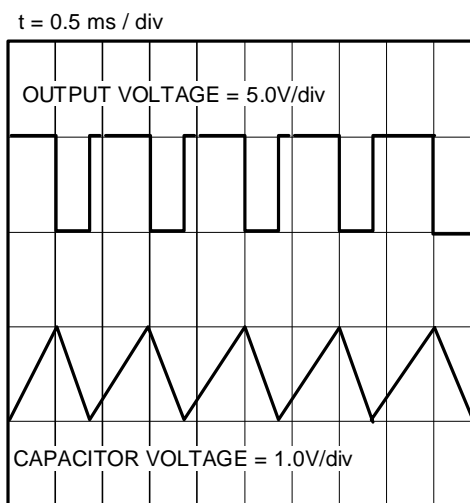 t = 0.5 ms / div
OUTPUT VOLTAGE = 5.0V/div
CAPACITOR VOLTAGE = 1.0V/div